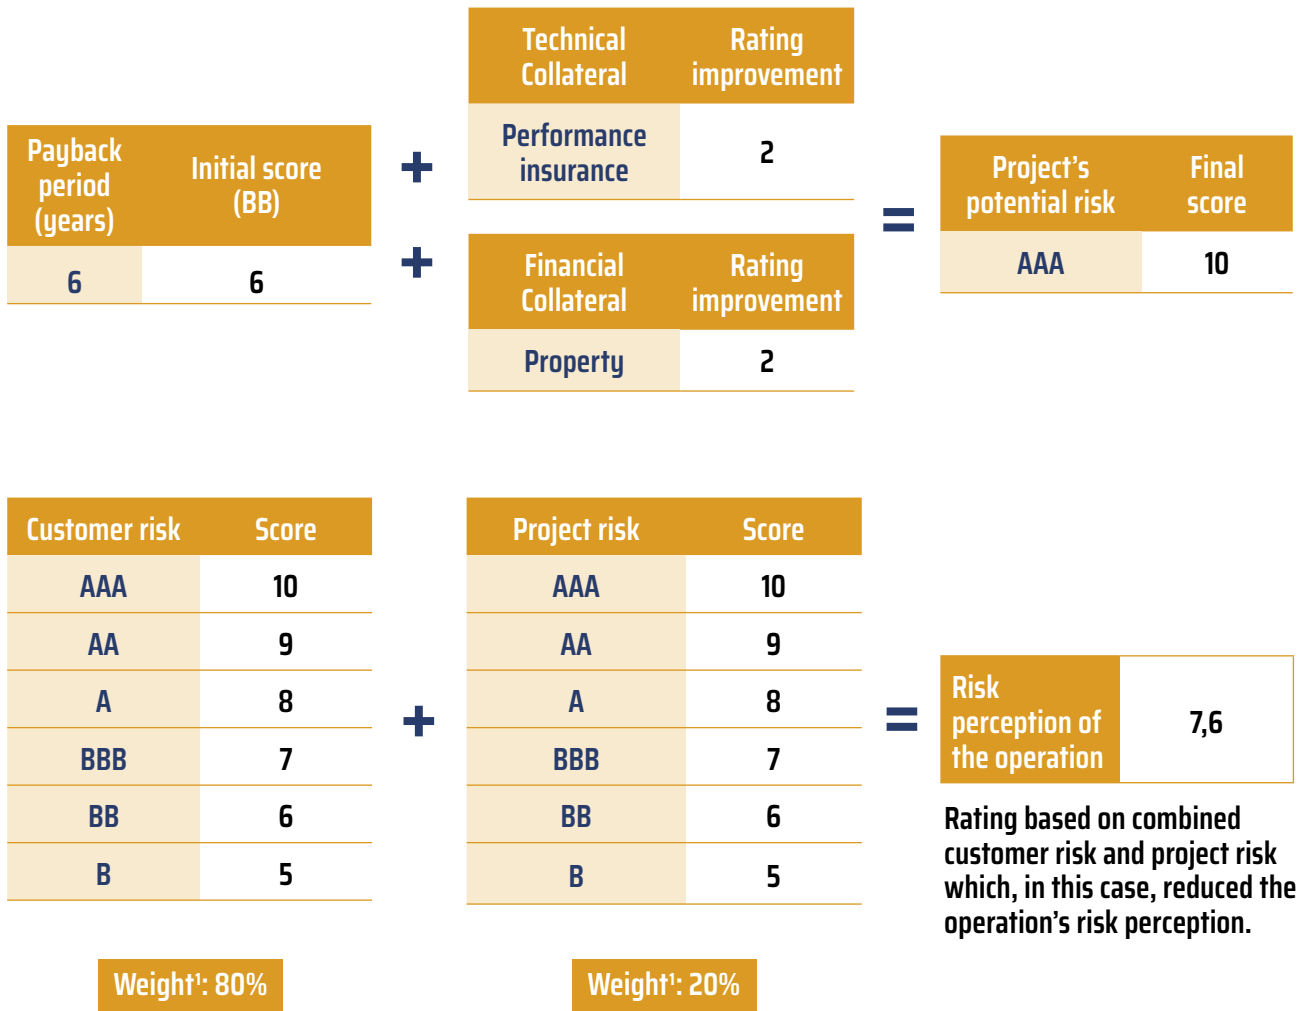 Payback
period
(years)
Initial score
(BB)
6
6
+
+
Technical
Collateral
Rating
improvement
Performance
insurance
2
Financial
Collateral
Rating
improvement
Property
2
=
Project's
potential risk
Final
score
AAA
10
Customer risk
Score
AAA
10
AA
9
A
8
BBB
7
BB
6
B
5
Weight¹: 80%
+
Project risk
Score
AAA
10
AA
9
A
8
BBB
7
BB
6
B
5
Weight¹: 20%
=
Risk
perception of
the operation
7,6
Rating based on combined
customer risk and project risk
which, in this case, reduced the
operation's risk perception.